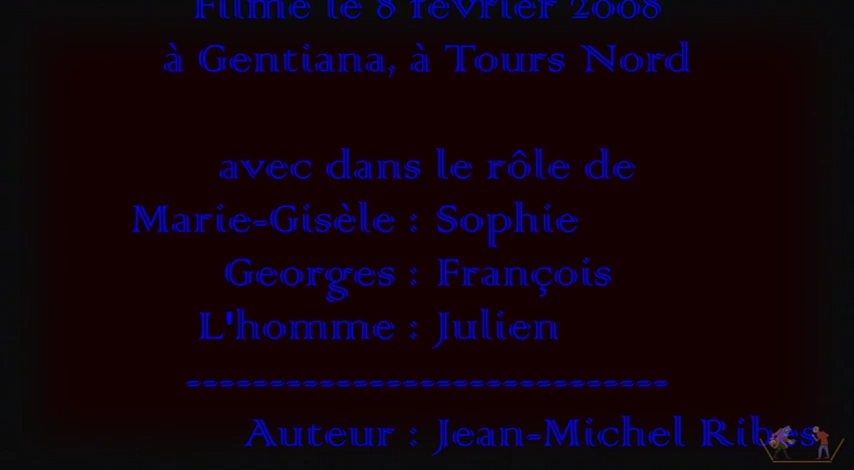 Filmé le 8 février 2008
à Gentiana, à Tours Nord
avec dans le rôle de
Marie-Gisèle : Sophie
Georges : François
L'homme : Julien
------------------------------
Auteur : Jean-Michel Ribes